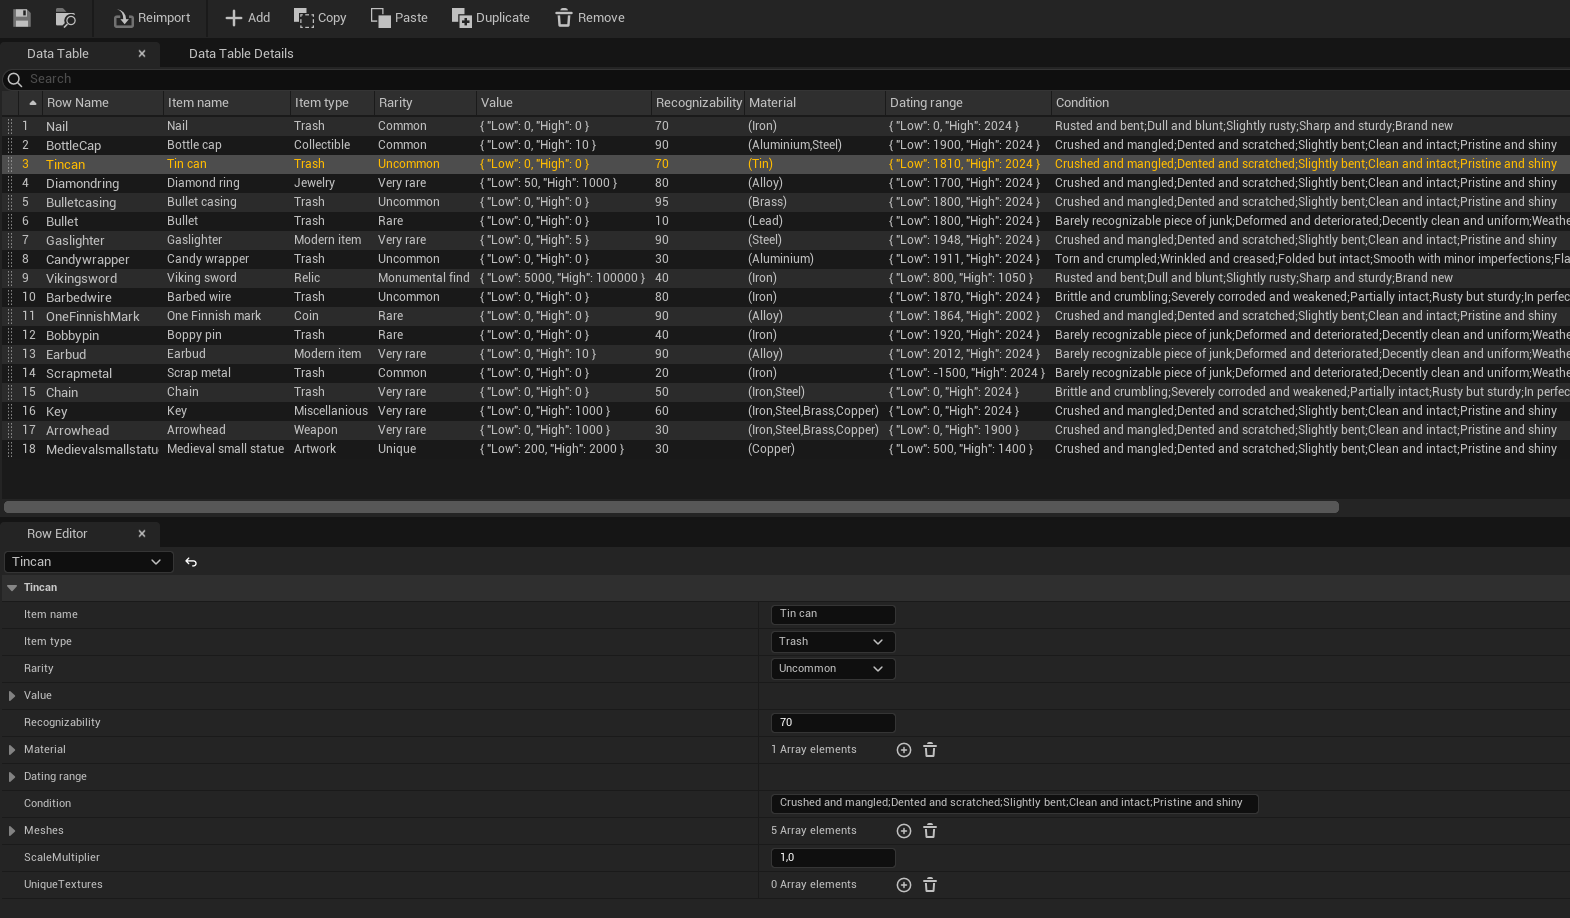 Reimport Add Copy Paste Duplicate Remove
Data Table Data Table Details
Search
Row Name Item name Item type Rarity Value Recognizability Material Dating range Condition
1 Nail Nail Trash Common { "Low": 0, "High": 0 } 70 (Iron) { "Low": 0, "High": 2024 } Rusted and bent;Dull and blunt;Slightly rusty;Sharp and sturdy;Brand new
2 BottleCap Bottle cap Collectible Common { "Low": 0, "High": 10 } 90 (Aluminium,Steel) { "Low": 1900, "High": 2024 } Crushed and mangled;Dented and scratched;Slightly bent;Clean and intact;Pristine and shiny
3 Tincan Tin can Trash Uncommon { "Low": 0, "High": 0 } 70 (Tin) { "Low": 1810, "High": 2024 } Crushed and mangled;Dented and scratched;Slightly bent;Clean and intact;Pristine and shiny
4 Diamondring Diamond ring Jewelry Very rare { "Low": 50, "High": 1000 } 80 (Alloy) { "Low": 1700, "High": 2024 } Crushed and mangled;Dented and scratched;Slightly bent;Clean and intact;Pristine and shiny
5 Bulletcasing Bullet casing Trash Uncommon { "Low": 0, "High": 0 } 95 (Brass) { "Low": 1800, "High": 2024 } Crushed and mangled;Dented and scratched;Slightly bent;Clean and intact;Pristine and shiny
6 Bullet Bullet Trash Rare { "Low": 0, "High": 0 } 10 (Lead) { "Low": 1800, "High": 2024 } Barely recognizable piece of junk;Deformed and deteriorated;Decently clean and uniform;Weathe
7 Gaslighter Gaslighter Modern item Very rare { "Low": 0, "High": 5 } 90 (Steel) { "Low": 1948, "High": 2024 } Crushed and mangled;Dented and scratched;Slightly bent;Clean and intact;Pristine and shiny
8 Candywrapper Candy wrapper Trash Uncommon { "Low": 0, "High": 0 } 30 (Aluminium) { "Low": 1911, "High": 2024 } Torn and crumpled;Wrinkled and creased;Folded but intact;Smooth with minor imperfections;Fla
9 Vikingsword Viking sword Relic Monumental find { "Low": 5000, "High": 100000 } 40 (Iron) { "Low": 800, "High": 1050 } Rusted and bent;Dull and blunt;Slightly rusty;Sharp and sturdy;Brand new
10 Barbedwire Barbed wire Trash Uncommon { "Low": 0, "High": 0 } 80 (Iron) { "Low": 1870, "High": 2024 } Brittle and crumbling;Severely corroded and weakened;Partially intact;Rusty but sturdy;In perfec
11 OneFinnishMark One Finnish mark Coin Rare { "Low": 0, "High": 0 } 90 (Alloy) { "Low": 1864, "High": 2002 } Crushed and mangled;Dented and scratched;Slightly bent;Clean and intact;Pristine and shiny
12 Bobbypin Boppy pin Trash Rare { "Low": 0, "High": 0 } 40 (Iron) { "Low": 1920, "High": 2024 } Barely recognizable piece of junk;Deformed and deteriorated;Decently clean and uniform;Weathe
13 Earbud Earbud Modern item Very rare { "Low": 0, "High": 10 } 90 (Alloy) { "Low": 2012, "High": 2024 } Barely recognizable piece of junk;Deformed and deteriorated;Decently clean and uniform;Weathe
14 Scrapmetal Scrap metal Trash Common { "Low": 0, "High": 0 } 20 (Iron) { "Low": -1500, "High": 2024 } Barely recognizable piece of junk;Deformed and deteriorated;Decently clean and uniform;Weathe
15 Chain Chain Trash Very rare { "Low": 0, "High": 0 } 50 (Iron,Steel) { "Low": 0, "High": 2024 } Brittle and crumbling;Severely corroded and weakened;Partially intact;Rusty but sturdy;In perfec
16 Key Key Miscellanious Very rare { "Low": 0, "High": 1000 } 60 (Iron,Steel,Brass,Copper) { "Low": 0, "High": 2024 } Crushed and mangled;Dented and scratched;Slightly bent;Clean and intact;Pristine and shiny
17 Arrowhead Arrowhead Weapon Very rare { "Low": 0, "High": 1000 } 30 (Iron,Steel,Brass,Copper) { "Low": 0, "High": 1900 } Crushed and mangled;Dented and scratched;Slightly bent;Clean and intact;Pristine and shiny
18 Medievalsmallstatu Medieval small statue Artwork Unique { "Low": 200, "High": 2000 } 30 (Copper) { "Low": 500, "High": 1400 } Crushed and mangled;Dented and scratched;Slightly bent;Clean and intact;Pristine and shiny
Row Editor
Tincan
Tincan
Item name Tin can
Item type Trash
Rarity Uncommon
Value
Recognizability 70
Material 1 Array elements
Dating range
Condition Crushed and mangled;Dented and scratched;Slightly bent;Clean and intact;Pristine and shiny
Meshes 5 Array elements
ScaleMultiplier 1,0
UniqueTextures 0 Array elements